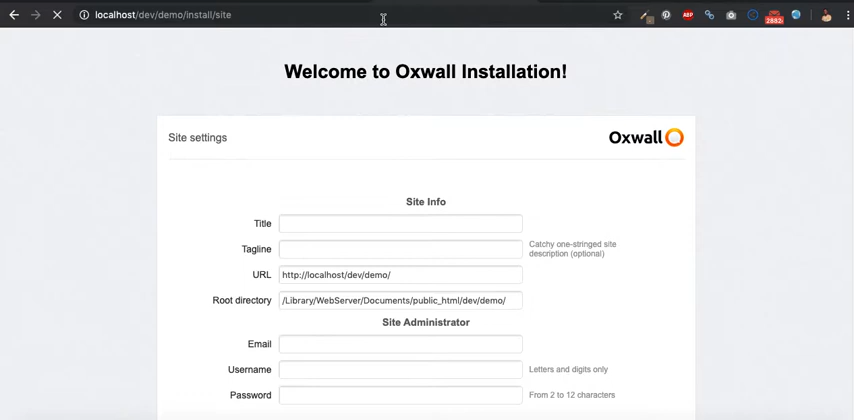 localhost/dev/demo/install/site
ABP
2882
Welcome to Oxwall Installation!
Site settings
Oxwall
Site Info
Title
Tagline
Catchy one-stringed site
description (optional)
URL
http://localhost/dev/demo/
Root directory
/Library/WebServer/Documents/public_html/dev/demo/
Site Administrator
Email
Username
Letters and digits only
Password
From 2 to 12 characters